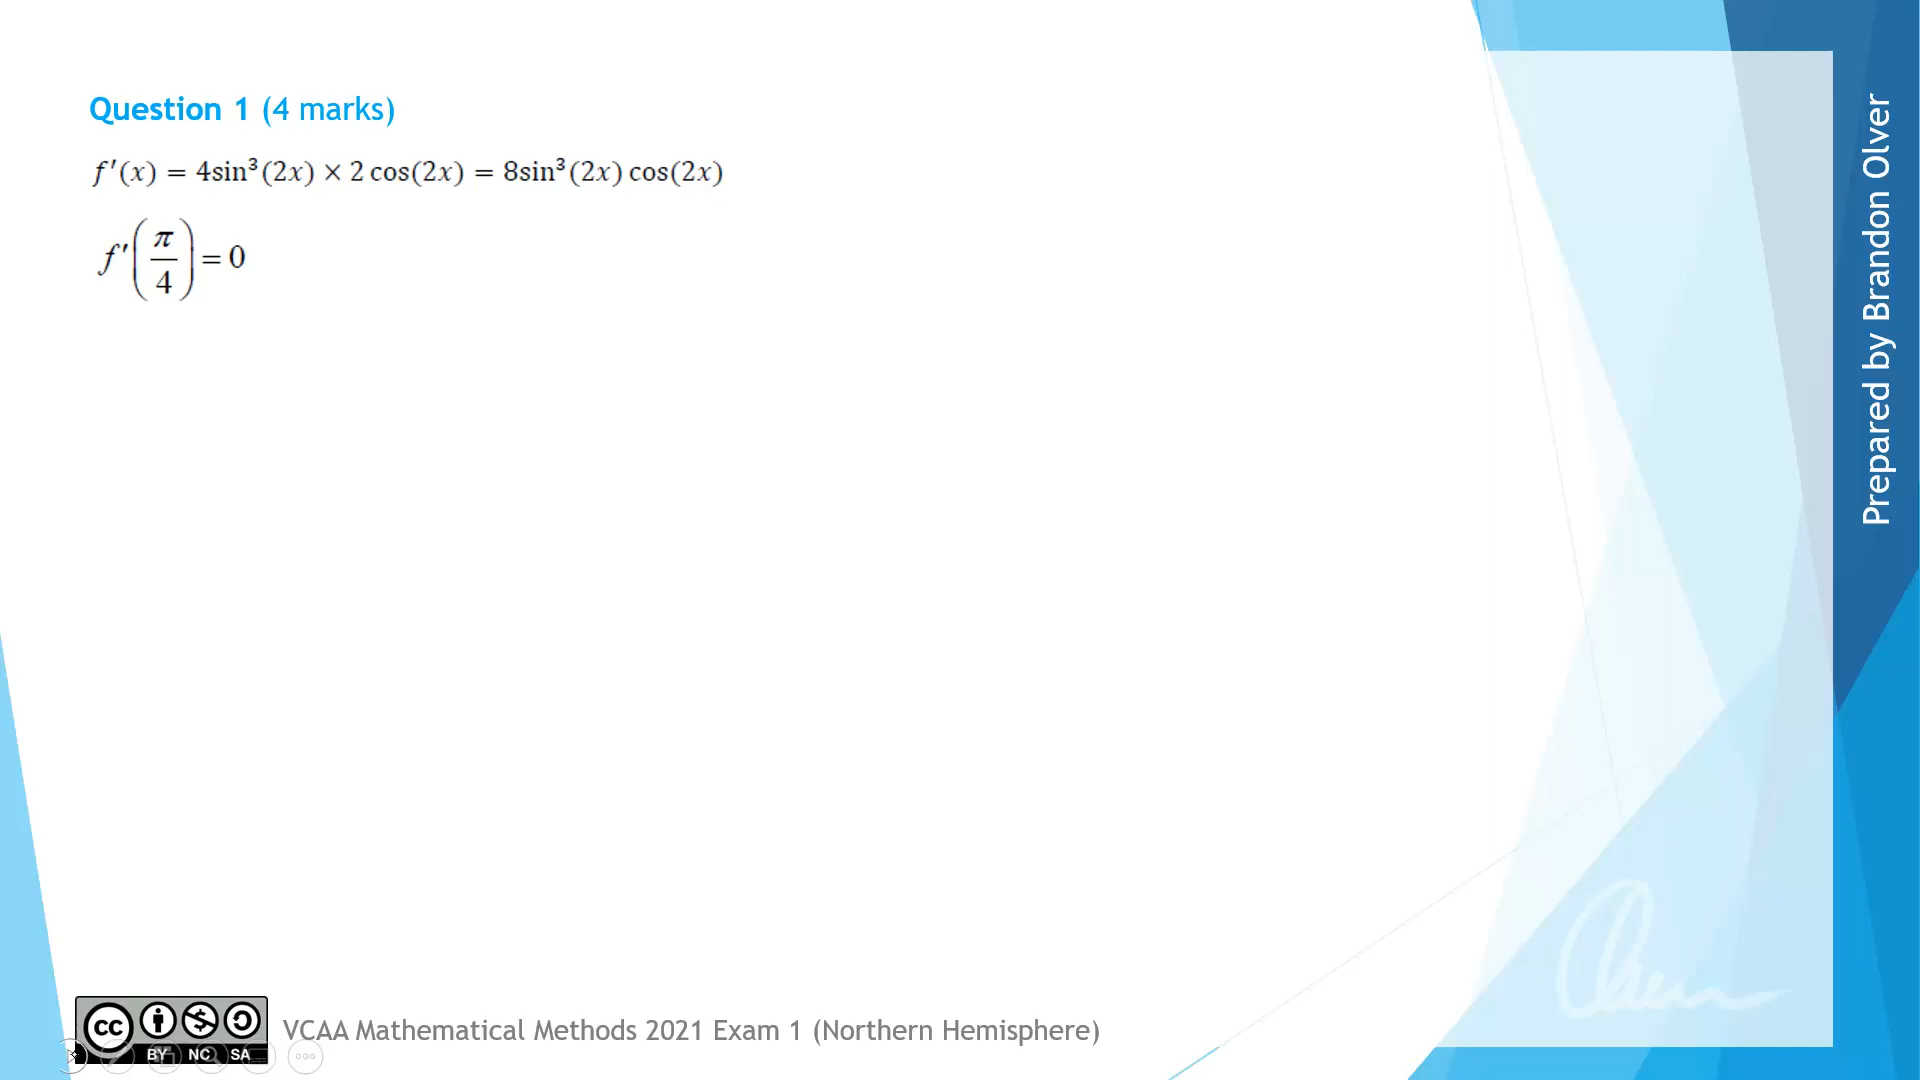 Question 1 (4 marks)
f′(x) = 4sin³(2x) × 2 cos(2x) = 8sin³(2x) cos(2x)
f′(π/4) = 0
Prepared by Brandon Olver
cc BY NC SA
VCAA Mathematical Methods 2021 Exam 1 (Northern Hemisphere)